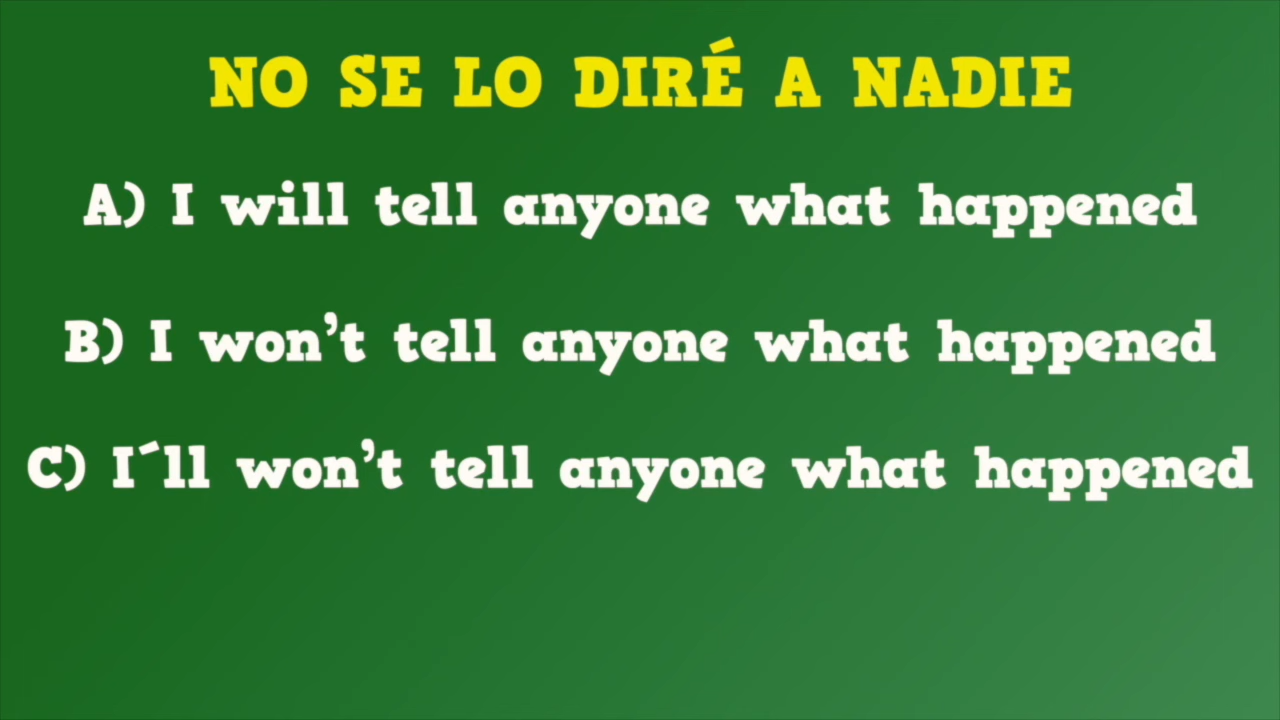 NO SE LO DIRÉ A NADIE
A) I will tell anyone what happened
B) I won't tell anyone what happened
C) I´ll won't tell anyone what happened